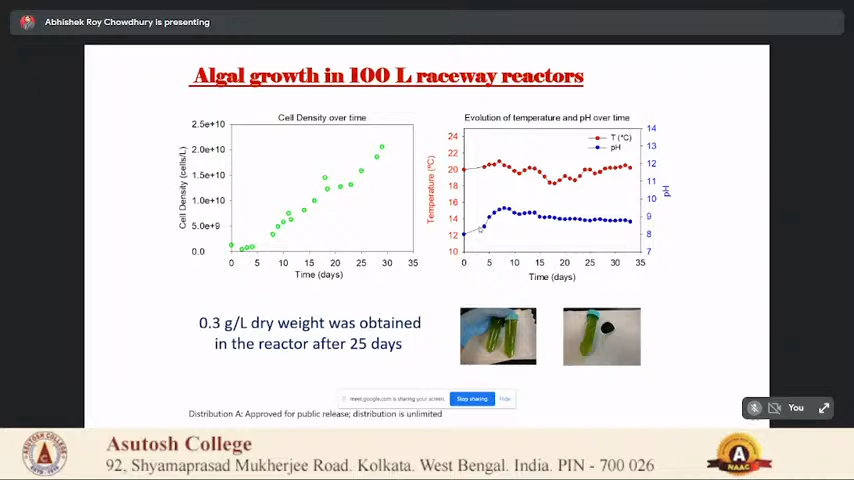 Abhishek Roy Chowdhury is presenting
Algal growth in 100 L raceway reactors
Cell Density over time
2.5e+10
2.0e+10
1.5e+10
1.0e+10
5.0e+9
0.0
Cell Density (cells/L)
0 5 10 15 20 25 30 35
Time (days)
Evolution of temperature and pH over time
24
22
20
18
16
14
12
10
Temperature (°C)
T (°C)
pH
14
13
12
11
10
9
8
7
pH
0 5 10 15 20 25 30 35
Time (days)
0.3 g/L dry weight was obtained
in the reactor after 25 days
meet.google.com is sharing your screen.
Stop sharing
Hide
Distribution A: Approved for public release; distribution is unlimited
You
Asutosh College
92, Shyamaprasad Mukherjee Road. Kolkata. West Bengal. India. PIN - 700 026
NAAC